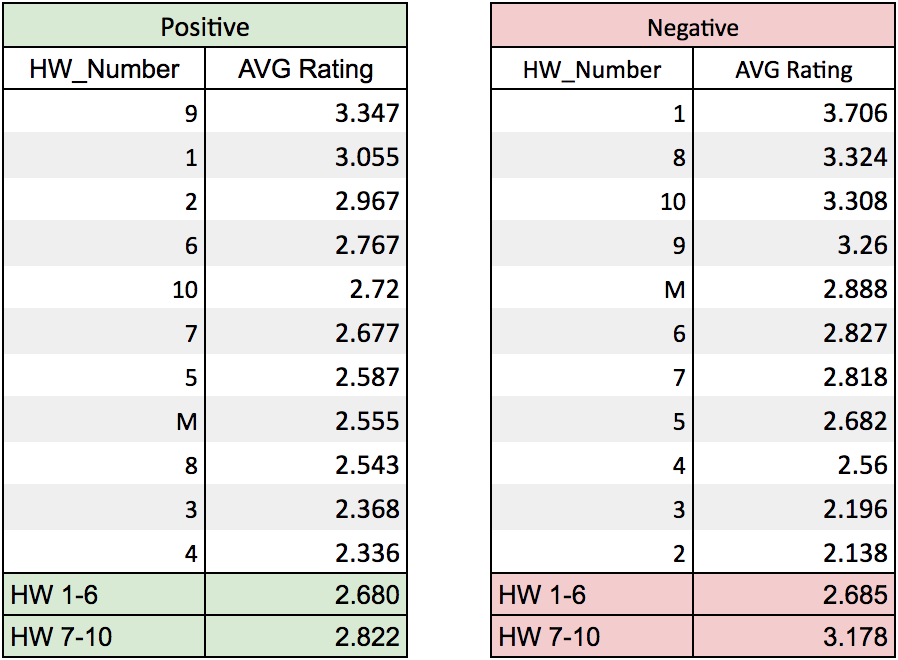 Positive
HW_Number AVG Rating
9 3.347
1 3.055
2 2.967
6 2.767
10 2.72
7 2.677
5 2.587
M 2.555
8 2.543
3 2.368
4 2.336
HW 1-6 2.680
HW 7-10 2.822
Negative
HW_Number AVG Rating
1 3.706
8 3.324
10 3.308
9 3.26
M 2.888
6 2.827
7 2.818
5 2.682
4 2.56
3 2.196
2 2.138
HW 1-6 2.685
HW 7-10 3.178